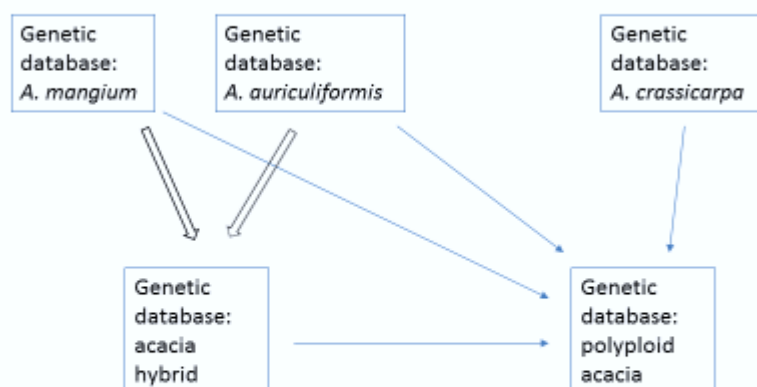 Genetic
database:
A. mangium
Genetic
database:
A. auriculiformis
Genetic
database:
A. crassicarpa
Genetic
database:
acacia
hybrid
Genetic
database:
polyploid
acacia